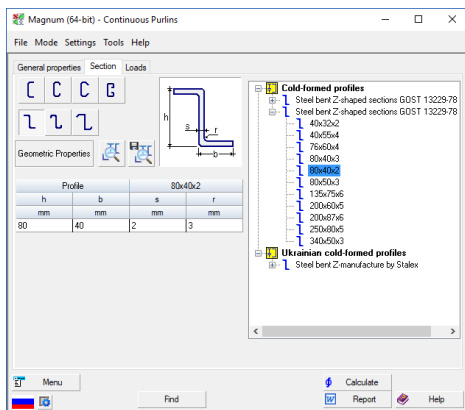 Magnum (64-bit) - Continuous Purlins
File Mode Settings Tools Help
General properties Section Loads
h
s
r
b
Geometric Properties
Profile 80x40x2
h b s r
mm mm mm mm
80 40 2 3
Cold-formed profiles
Steel bent Z-shaped sections GOST 13229-78
Steel bent Z-shaped sections GOST 13229-78
40x32x2
40x55x4
76x60x4
80x40x3
80x40x2
80x50x3
135x75x6
200x60x5
200x87x6
250x80x5
340x50x3
Ukrainian cold-formed profiles
Steel bent Z-manufacture by Stalex
Menu
Find
Calculate
Report
Help